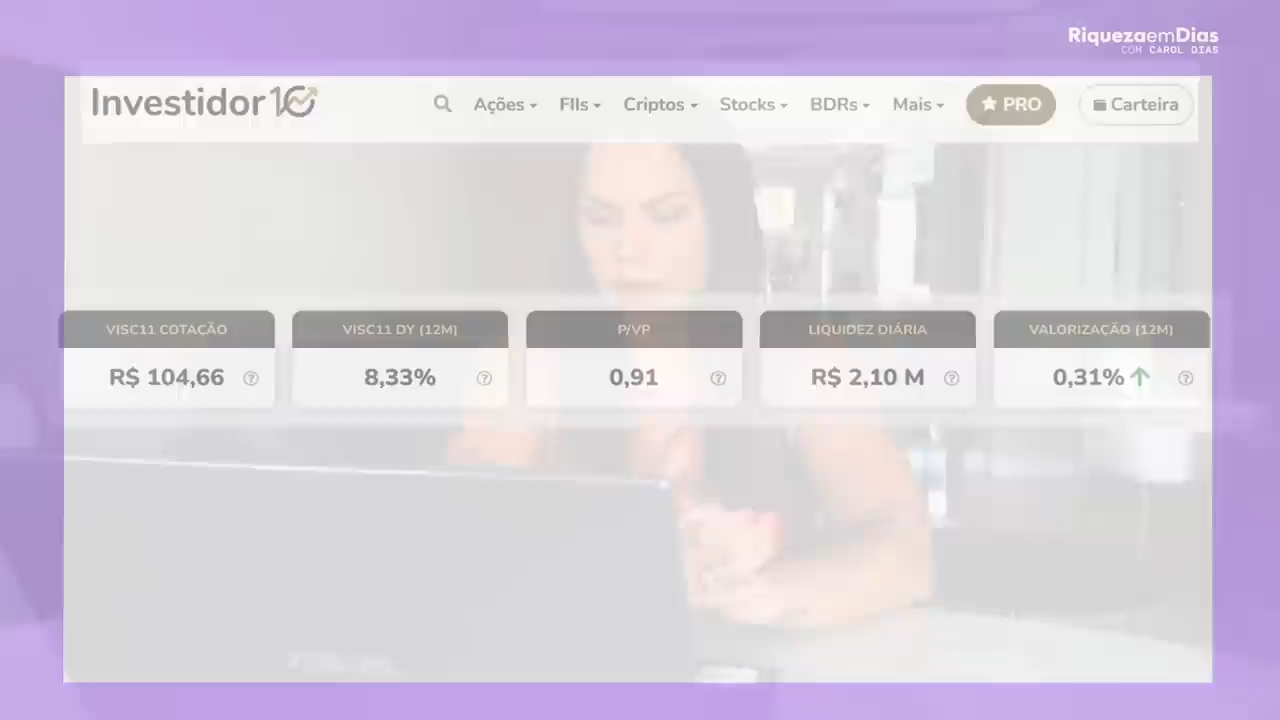 RiquezaemDias
COM CAROL DIAS
Investidor10
Ações FIIs Criptos Stocks BDRs Mais PRO Carteira
VISC11 COTAÇÃO VISC11 DY (12M) P/VP LIQUIDEZ DIÁRIA VALORIZAÇÃO (12M)
R$ 104,66 ? 8,33% ? 0,91 ? R$ 2,10 M ? 0,31% ?